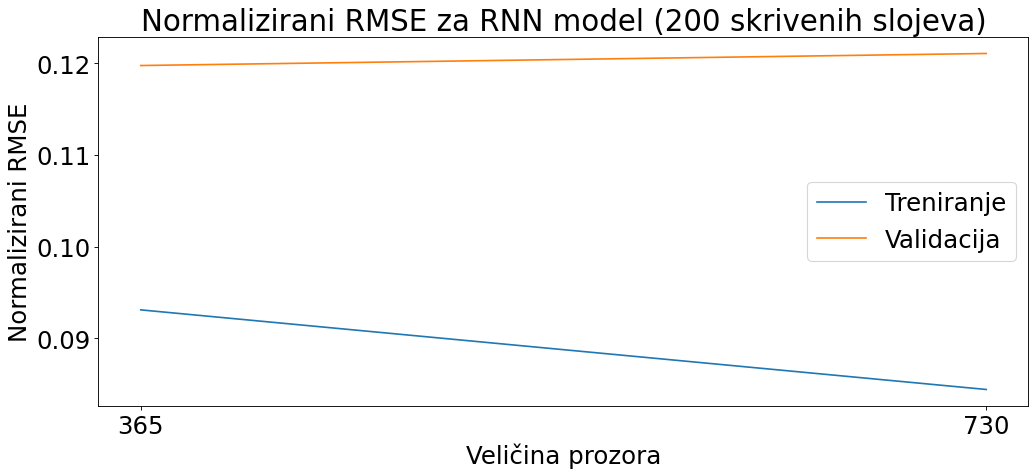 Normalizirani RMSE za RNN model (200 skrivenih slojeva)
Normalizirani RMSE
0.12
0.11
0.10
0.09
Treniranje
Validacija
365
730
Veličina prozora